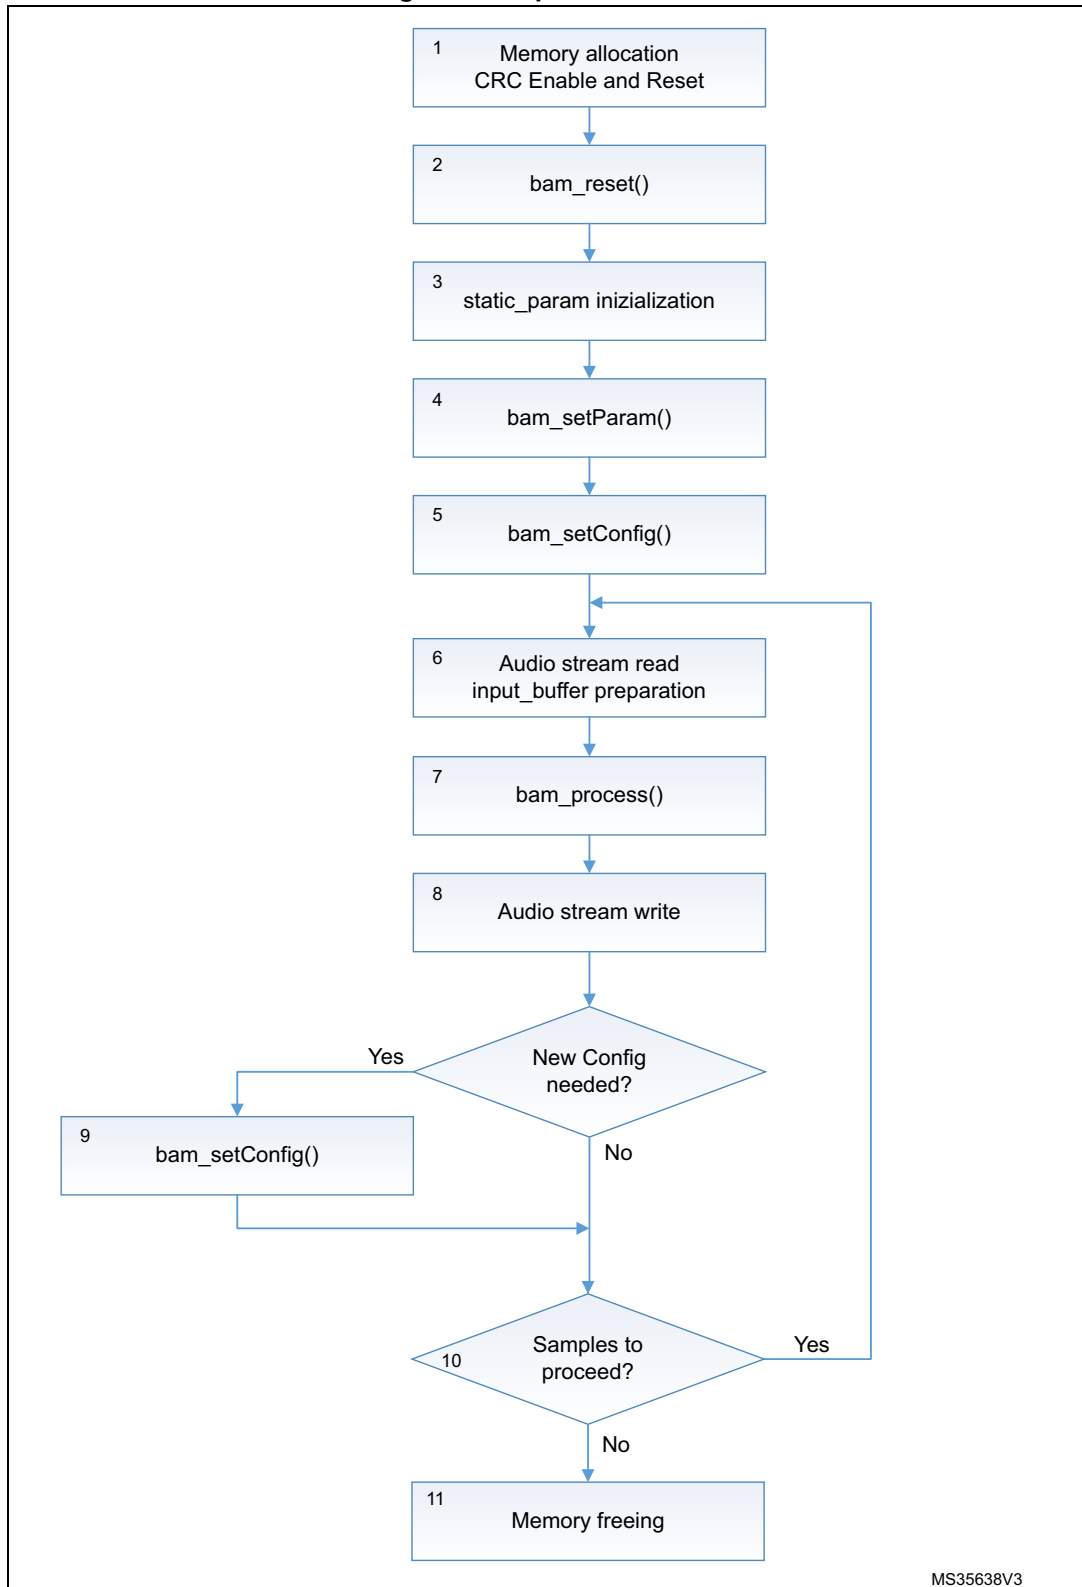 1
Memory allocation
CRC Enable and Reset
2
bam_reset()
3
static_param inizialization
4
bam_setParam()
5
bam_setConfig()
6
Audio stream read
input_buffer preparation
7
bam_process()
8
Audio stream write
New Config
needed?
Yes
No
9
bam_setConfig()
10
Samples to
proceed?
Yes
No
11
Memory freeing
MS35638V3